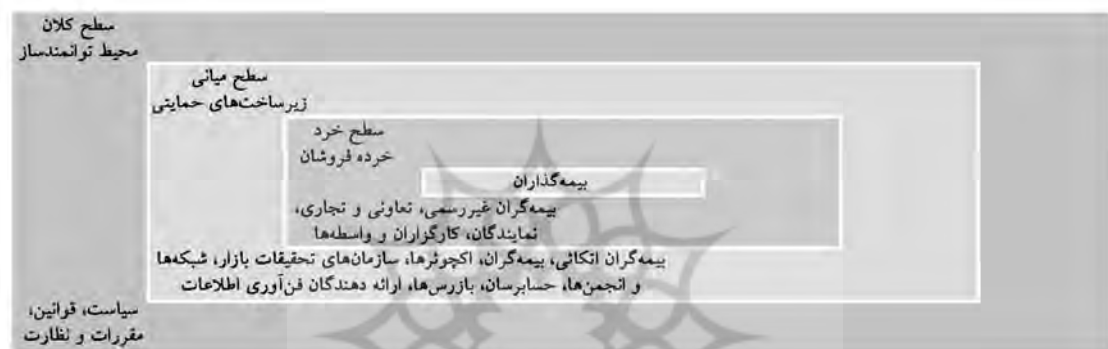 سطح کلان
محیط توانمندساز
سطح میانی
زیرساخت‌های حمایتی
سطح خرد
خرده فروشان
بیمه‌گذاران
بیمه‌گران غیررسمی، تعاونی و تجاری،
نمایندگان، کارگزاران و واسطه‌ها
بیمه‌گران اتکائی، بیمه‌گران، اکچوئرها، سازمان‌های تحقیقات بازار، شبکه‌ها
و انجمن‌ها، حسابرسان، بازرس‌ها، ارائه دهندگان فن‌آوری اطلاعات
سیاست، قوانین،
مقررات و نظارت